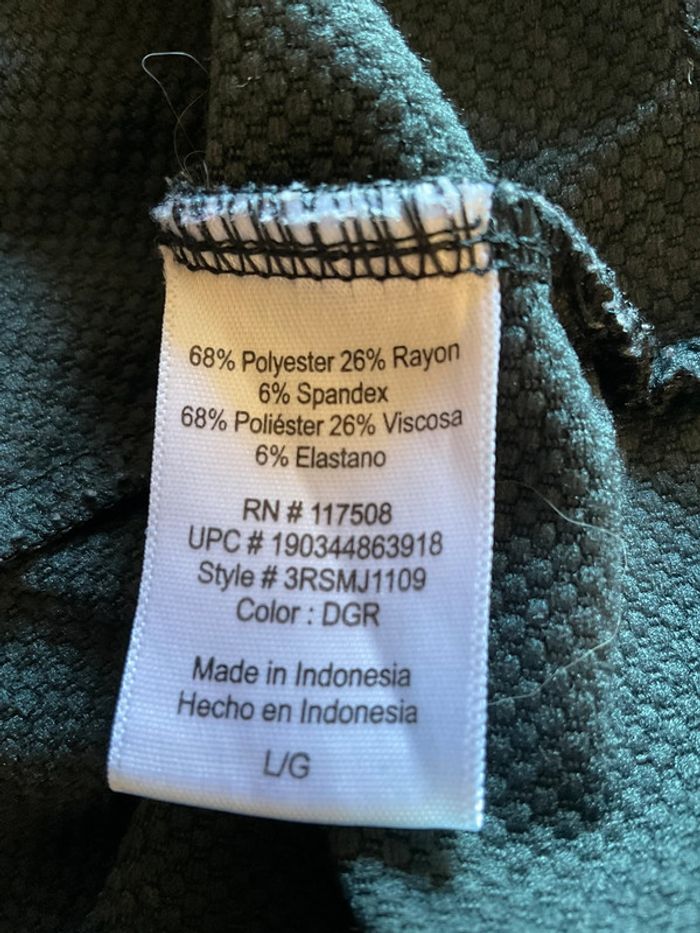 68% Polyester 26% Rayon
6% Spandex
68% Poliéster 26% Viscosa
6% Elastano
RN # 117508
UPC # 190344863918
Style # 3RSMJ1109
Color : DGR
Made in Indonesia
Hecho en Indonesia
L/G